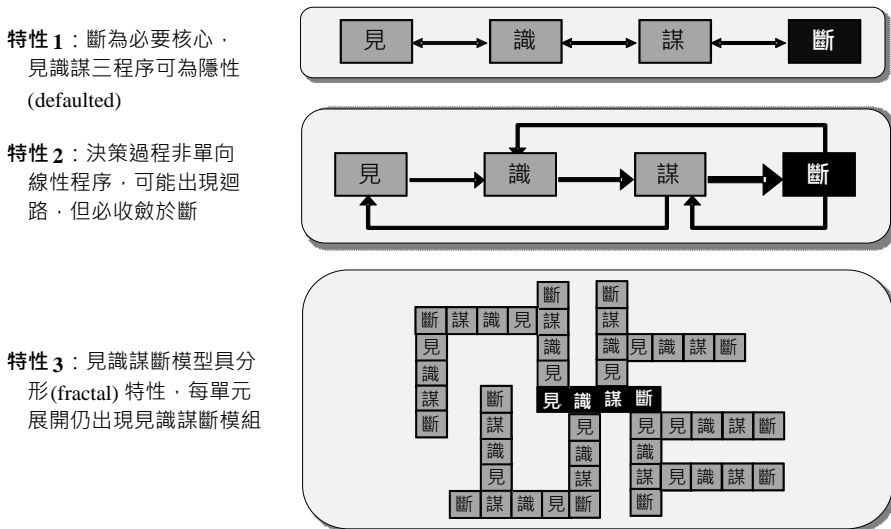 特性 1：斷為必要核心，
見識謀三程序可為隱性
(defaulted)
見 識 謀 斷
特性 2：決策過程非單向
線性程序，可能出現迴
路，但必收斂於斷
見 識 謀 斷
特性 3：見識謀斷模型具分
形(fractal) 特性，每單元
展開仍出現見識謀斷模組
斷 斷
斷 謀 識 見 謀 謀
見 識 識 見 識 謀 斷
識 見 見
謀 斷 見 識 謀 斷
斷 謀 見 見 見 識 謀 斷
識 識 識
見 謀 謀 見 識 謀 斷
斷 謀 識 見 斷 斷